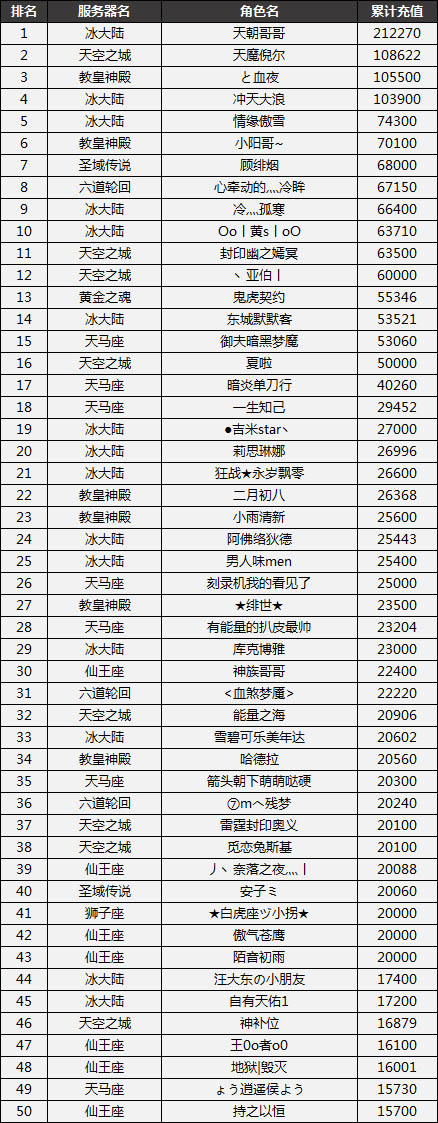 排名 服务器名 角色名 累计充值
1 冰大陆 天朝哥哥 212270
2 天空之城 天魔倪尔 108622
3 教皇神殿 と血夜 105500
4 冰大陆 冲天大浪 103900
5 冰大陆 情缘傲雪 74300
6 教皇神殿 小阳哥~ 70100
7 圣域传说 顾绯烟 68000
8 六道轮回 心牵动的灬冷眸 67150
9 冰大陆 冷灬孤寒 66400
10 冰大陆 Oo丨黄s丨oO 63710
11 天空之城 封印幽之嫣冥 63500
12 天空之城 丶亚伯丨 60000
13 黄金之魂 鬼虎契约 55346
14 冰大陆 东城默默客 53521
15 天马座 御夫暗黑梦魔 53060
16 天空之城 夏啦 50000
17 天马座 暗炎单刀行 40260
18 天马座 一生知己 29452
19 冰大陆 ●吉米star丶 27000
20 冰大陆 莉思琳娜 26996
21 冰大陆 狂战★永岁飘零 26600
22 教皇神殿 二月初八 26368
23 教皇神殿 小雨清新 25600
24 冰大陆 阿佛络狄德 25443
25 冰大陆 男人味men 25400
26 天马座 刻录机我的看见了 25000
27 教皇神殿 ★绯世★ 23500
28 天马座 有能量的扒皮最帅 23204
29 冰大陆 库克博雅 23000
30 仙王座 神族哥哥 22400
31 六道轮回 <血煞梦魇> 22220
32 天空之城 能量之海 20906
33 冰大陆 雪碧可乐美年达 20602
34 教皇神殿 哈德拉 20560
35 天马座 箭头朝下萌萌哒硬 20300
36 六道轮回 ⑦mへ残梦 20240
37 天空之城 雷霆封印奥义 20100
38 天空之城 觅恋兔斯基 20100
39 仙王座 丿丶奈落之夜灬丨 20088
40 圣域传说 安子ミ 20060
41 狮子座 ★白虎座ヅ小拐★ 20000
42 仙王座 傲气苍鹰 20000
43 仙王座 陌音初雨 20000
44 冰大陆 汪大东の小朋友 17400
45 冰大陆 自有天佑1 17200
46 天空之城 神补位 16879
47 仙王座 王0o者o0 16100
48 仙王座 地狱|毁灭 16001
49 天马座 ょう逍遥侯よう 15730
50 仙王座 持之以恒 15700